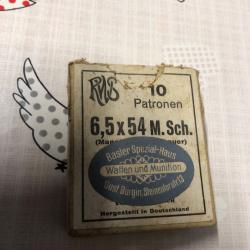 RWS
10
Patronen
6,5x54 M.Sch.
Basler Spezial-Haus
Waffen und Munition
Hergestellt in Deutschland